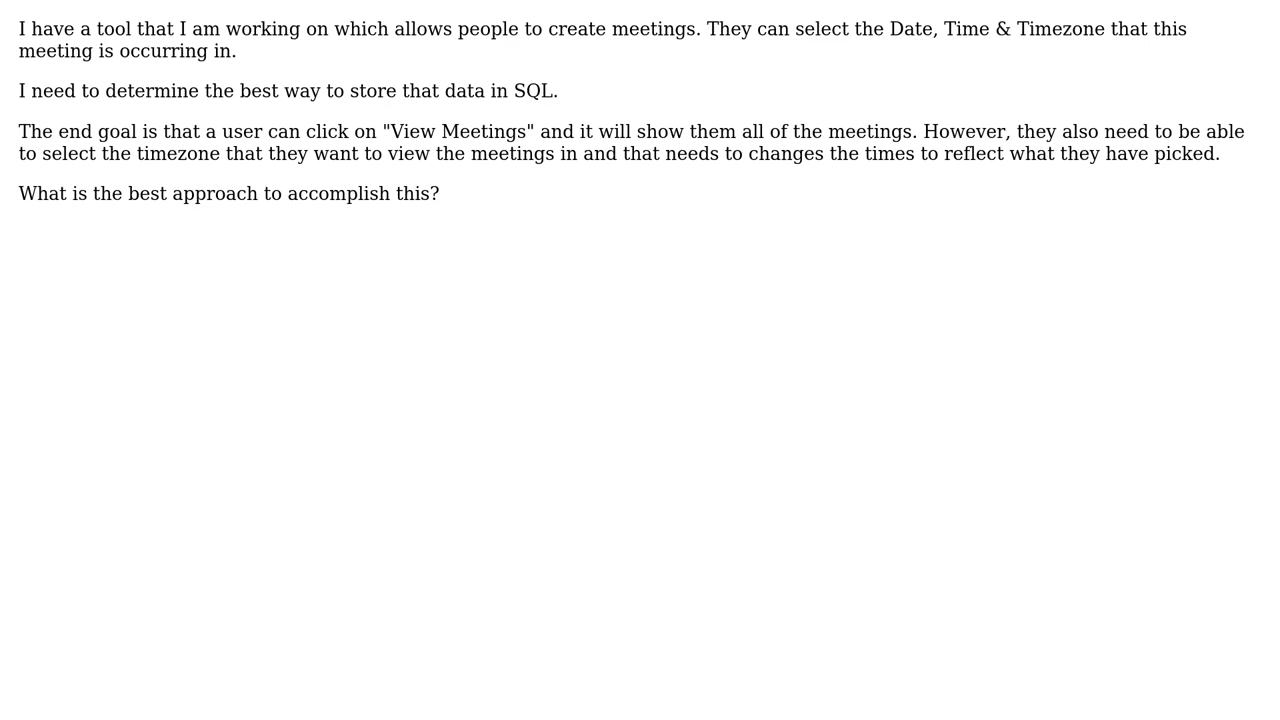 I have a tool that I am working on which allows people to create meetings. They can select the Date, Time & Timezone that this
meeting is occurring in.
I need to determine the best way to store that data in SQL.
The end goal is that a user can click on "View Meetings" and it will show them all of the meetings. However, they also need to be able
to select the timezone that they want to view the meetings in and that needs to changes the times to reflect what they have picked.
What is the best approach to accomplish this?